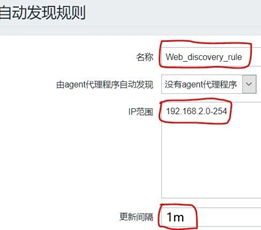 自动发现规则
名称 Web_discovery_rule
由agent代理程序自动发现 没有agent代理程序
IP范围 192.168.2.0-254
更新间隔 1m